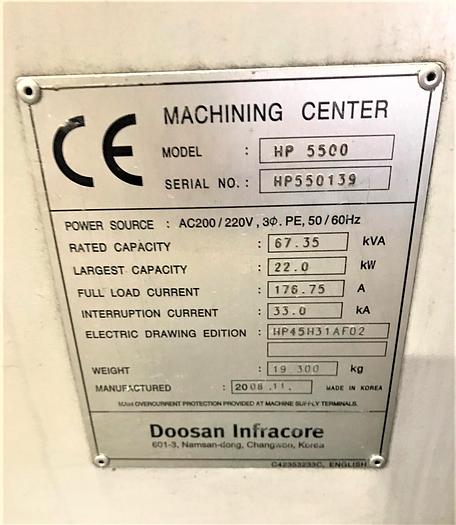 CE MACHINING CENTER
MODEL : HP 5500
SERIAL NO. : HP550139
POWER SOURCE : AC200/220V, 3Φ. PE, 50/60Hz
RATED CAPACITY : 67.35 kVA
LARGEST CAPACITY : 22.0 kW
FULL LOAD CURRENT : 176.75 A
INTERRUPTION CURRENT : 33.0 kA
ELECTRIC DRAWING EDITION : HP45H31AF02
WEIGHT : 19.300 kg
MANUFACTURED : 2008.11. MADE IN KOREA
OVERCURRENT PROTECTION PROVIDED AT MACHINE SUPPLY TERMINALS.
Doosan Infracore
601-3, Namsan-dong, Changwon, Korea
C42353233C, ENGLISH